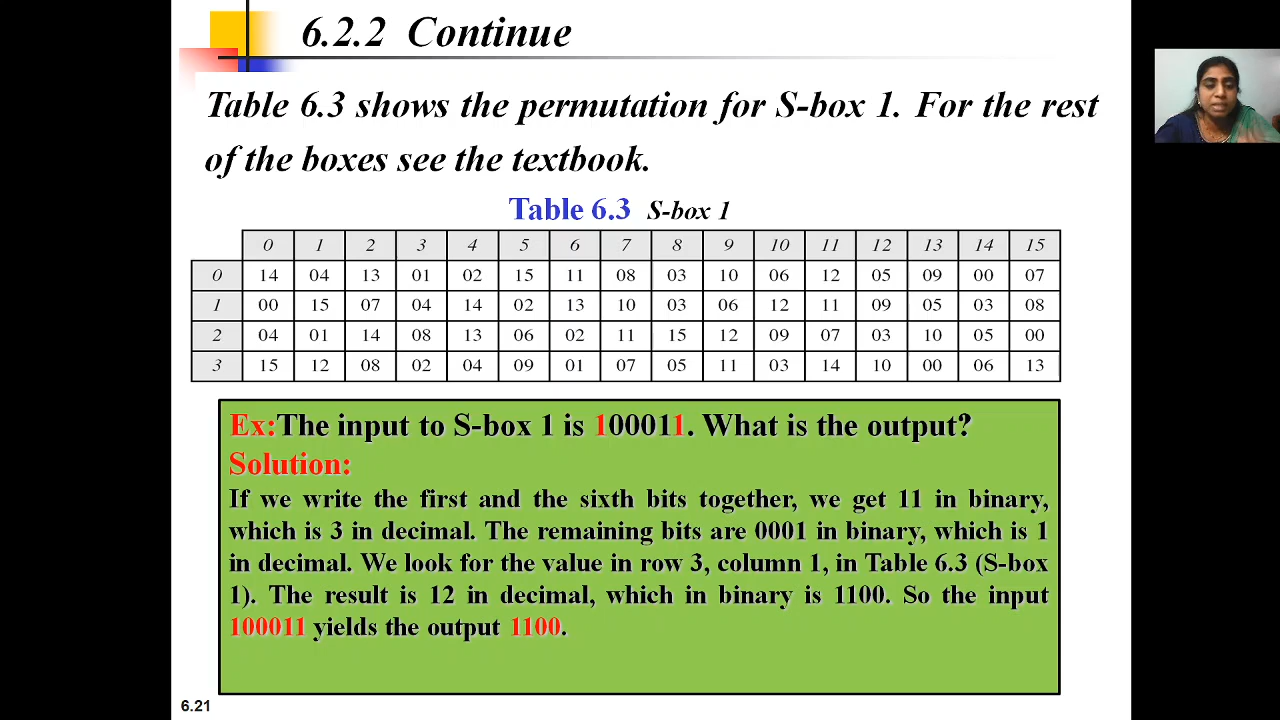 6.2.2 Continue
Table 6.3 shows the permutation for S-box 1. For the rest
of the boxes see the textbook.
Table 6.3 S-box 1
0 1 2 3 4 5 6 7 8 9 10 11 12 13 14 15
0 14 04 13 01 02 15 11 08 03 10 06 12 05 09 00 07
1 00 15 07 04 14 02 13 10 03 06 12 11 09 05 03 08
2 04 01 14 08 13 06 02 11 15 12 09 07 03 10 05 00
3 15 12 08 02 04 09 01 07 05 11 03 14 10 00 06 13
Ex:The input to S-box 1 is 100011. What is the output?
Solution:
If we write the first and the sixth bits together, we get 11 in binary,
which is 3 in decimal. The remaining bits are 0001 in binary, which is 1
in decimal. We look for the value in row 3, column 1, in Table 6.3 (S-box
1). The result is 12 in decimal, which in binary is 1100. So the input
100011 yields the output 1100.
6.21